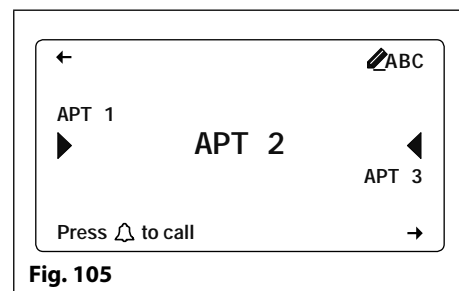 ← ABC
APT 1
APT 2
APT 3
Press to call →
Fig. 105